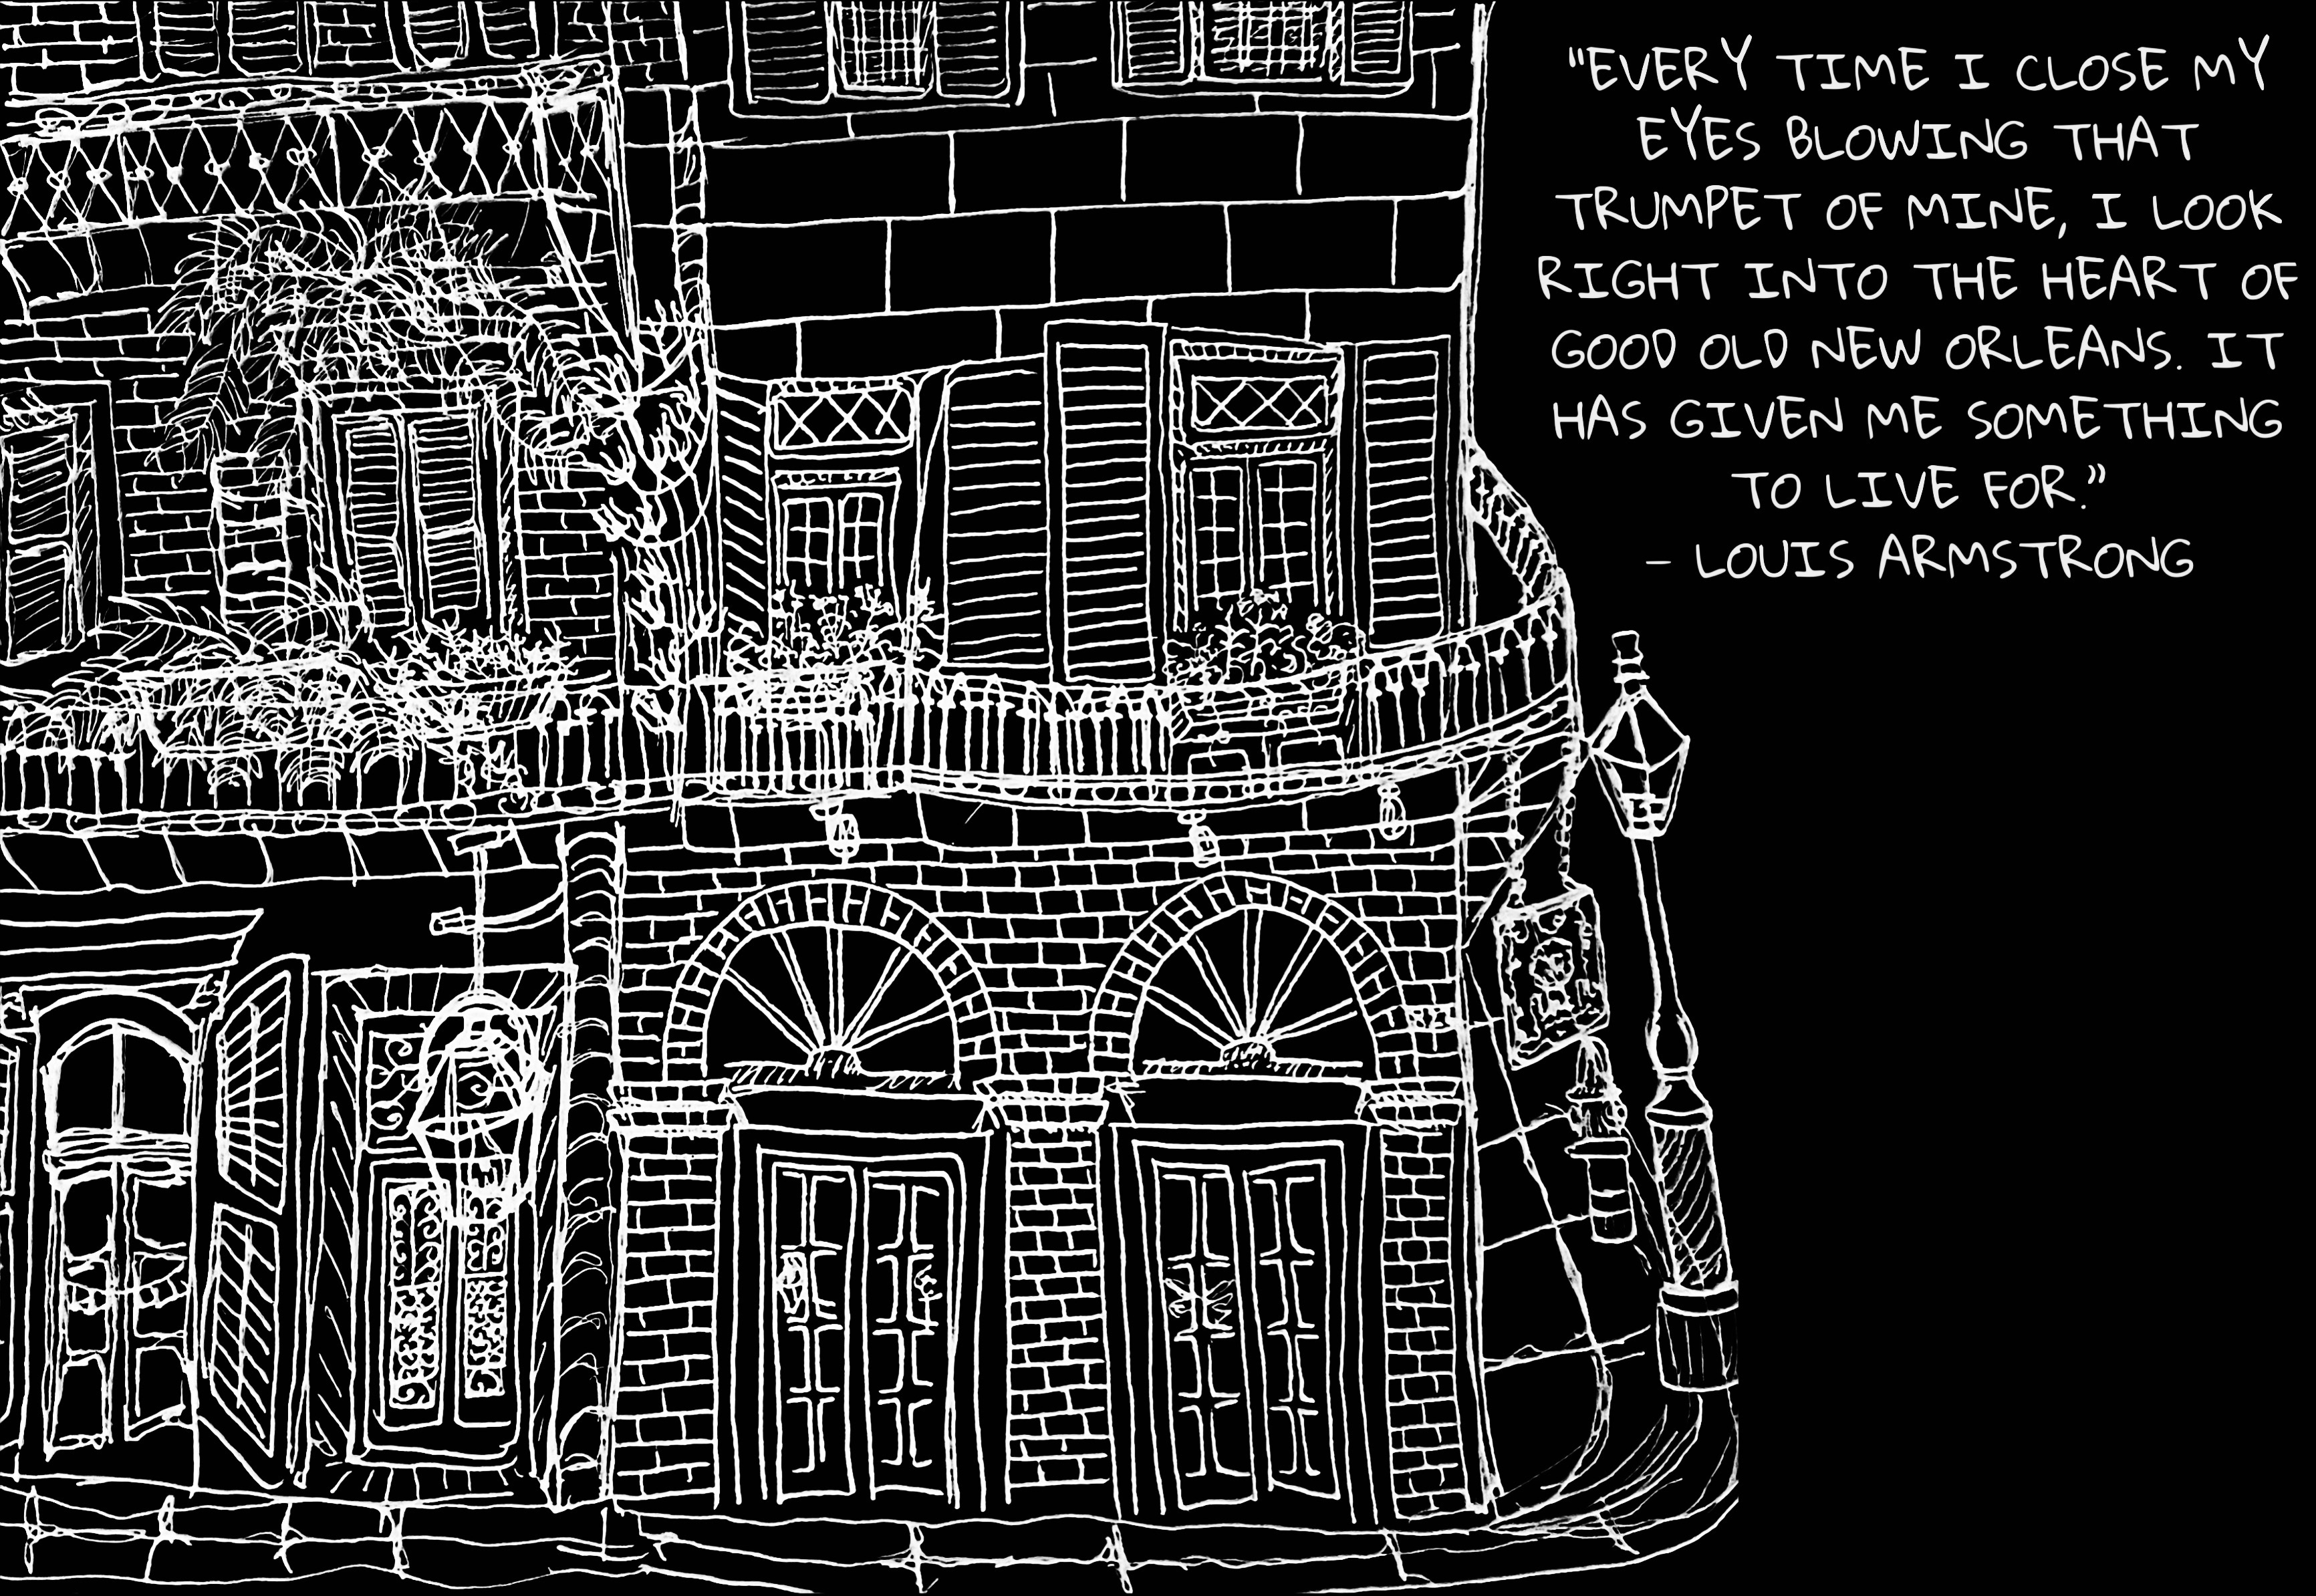 "EVERY TIME I CLOSE MY
EYES BLOWING THAT
TRUMPET OF MINE, I LOOK
RIGHT INTO THE HEART OF
GOOD OLD NEW ORLEANS. IT
HAS GIVEN ME SOMETHING
TO LIVE FOR."
- LOUIS ARMSTRONG